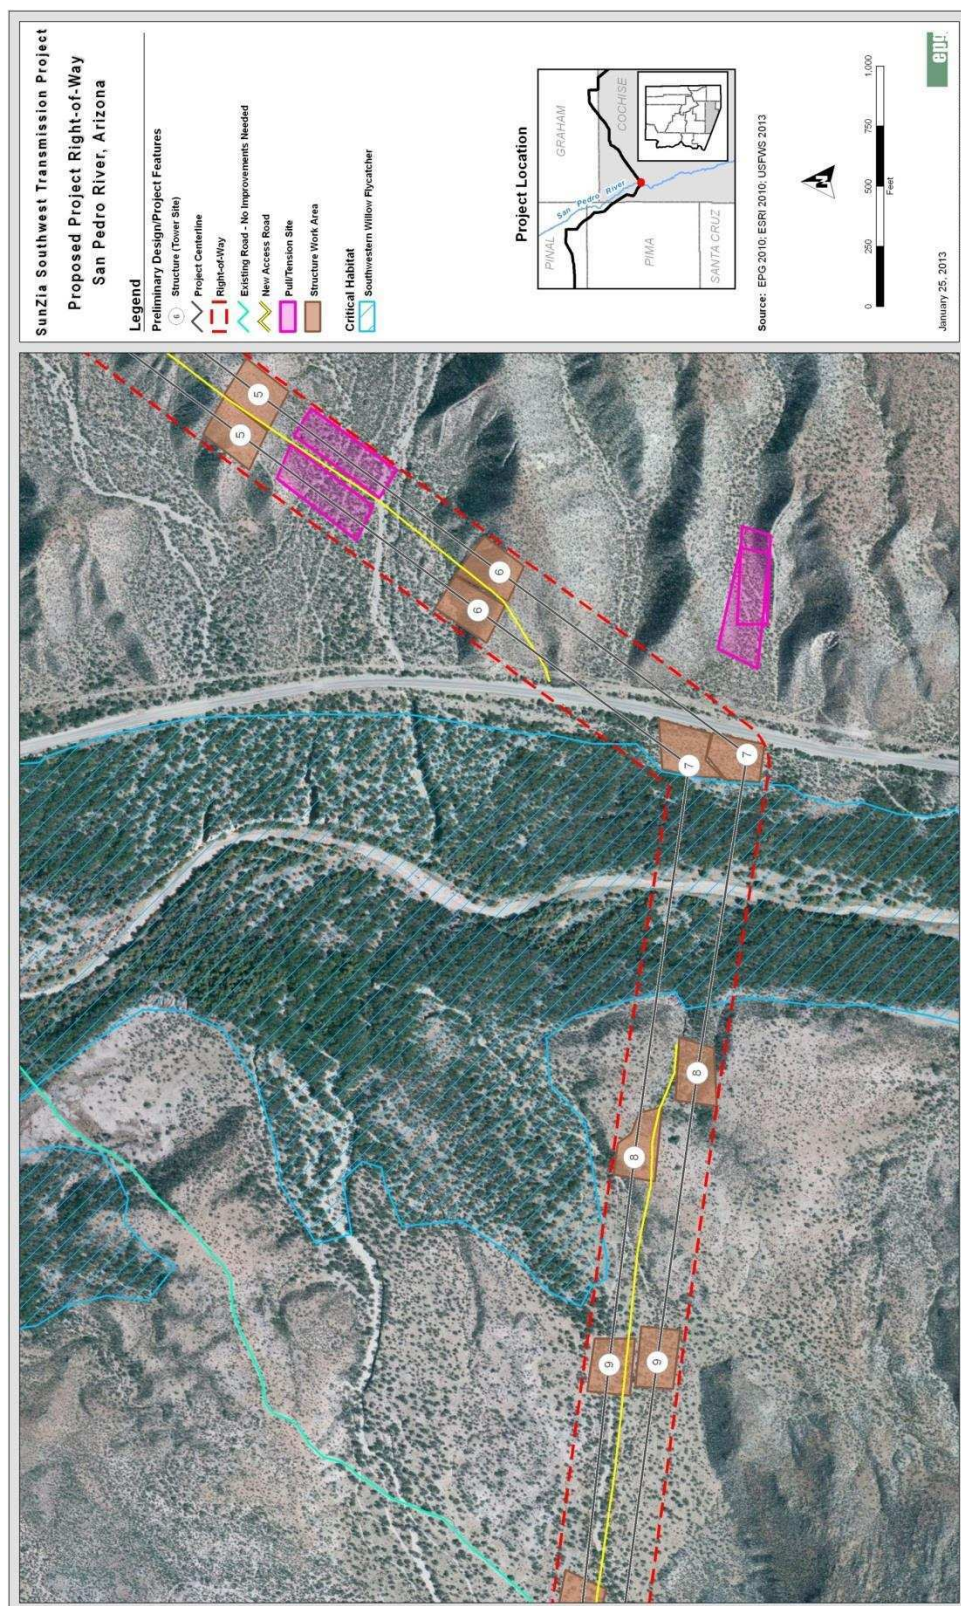 SunZia Southwest Transmission Project
Proposed Project Right-of-Way
San Pedro River, Arizona
Legend
Preliminary Design/Project Features
6 Structure (Tower Site)
Project Centerline
Right-of-Way
Existing Road - No Improvements Needed
New Access Road
Pull/Tension Site
Structure Work Area
Critical Habitat
Southwestern Willow Flycatcher
Project Location
GRAHAM
COCHISE
PINAL
San Pedro River
PIMA
SANTA CRUZ
Source: EPG 2010; ESRI 2010; USFWS 2013
N
0 250 500 750 1,000
Feet
January 25, 2013
epg
5
5
6
6
7
7
8
8
9
9